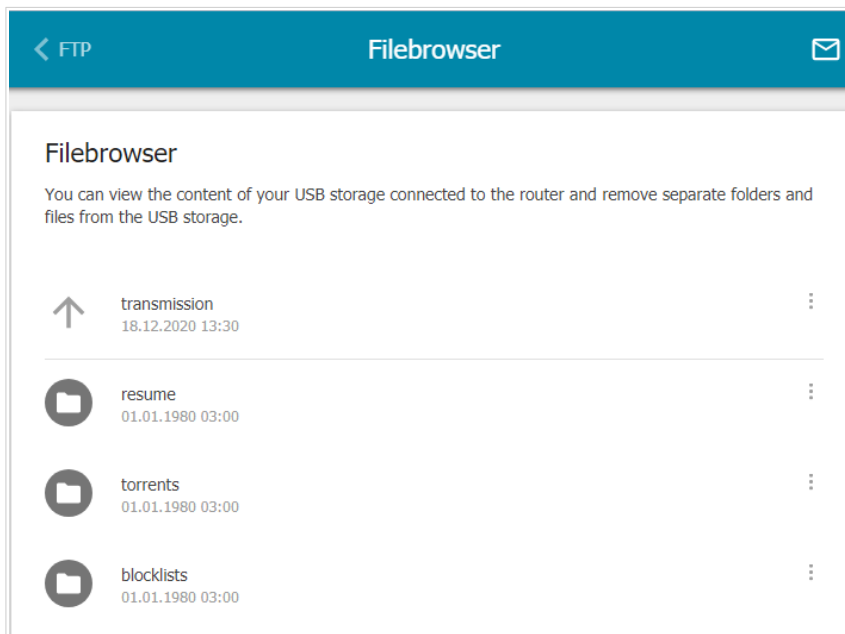 FTP
Filebrowser
Filebrowser
You can view the content of your USB storage connected to the router and remove separate folders and
files from the USB storage.
transmission
18.12.2020 13:30
resume
01.01.1980 03:00
torrents
01.01.1980 03:00
blocklists
01.01.1980 03:00